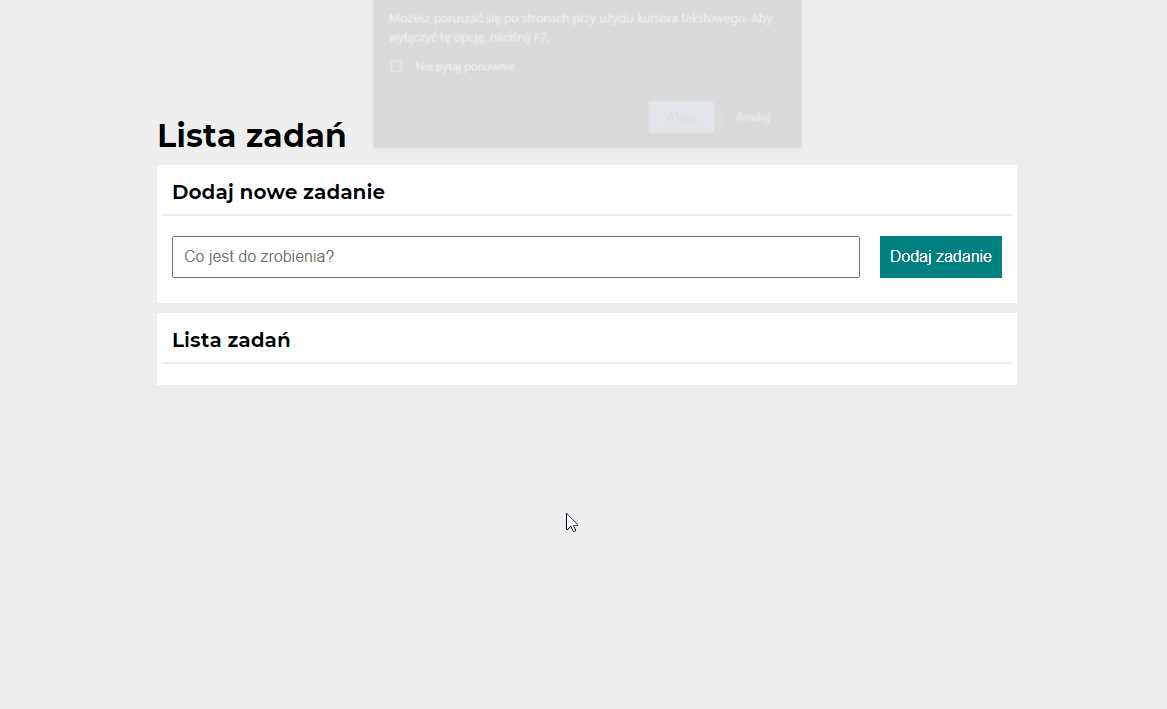 Możesz poruszać się po stronach przy użyciu kursora tekstowego. Aby
wyłączyć tę opcję, naciśnij F7.
Nie pytaj ponownie
Włącz
Anuluj
Lista zadań
Dodaj nowe zadanie
Co jest do zrobienia?
Dodaj zadanie
Lista zadań